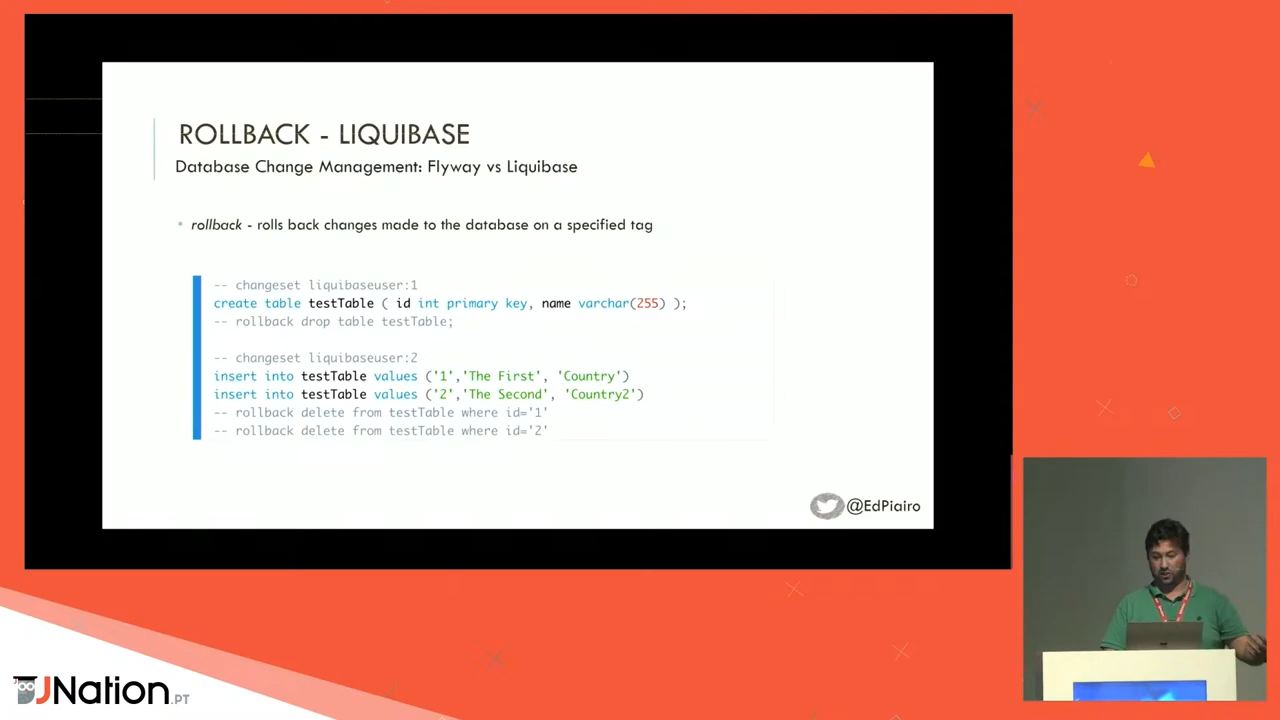 ROLLBACK - LIQUIBASE
Database Change Management: Flyway vs Liquibase
• rollback - rolls back changes made to the database on a specified tag
-- changeset liquibaseuser:1
create table testTable ( id int primary key, name varchar(255) );
-- rollback drop table testTable;
-- changeset liquibaseuser:2
insert into testTable values ('1','The First', 'Country')
insert into testTable values ('2','The Second', 'Country2')
-- rollback delete from testTable where id='1'
-- rollback delete from testTable where id='2'
@EdPiairo
JNation.PT